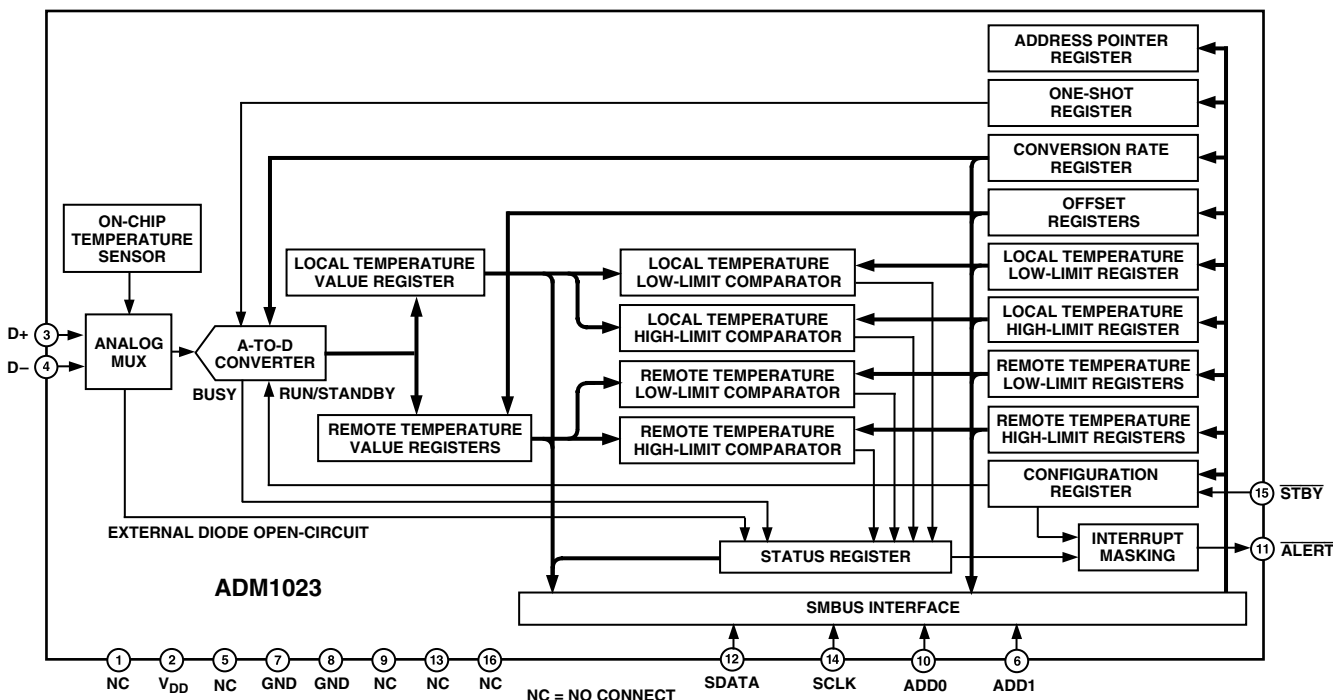 ADDRESS POINTER
REGISTER
ONE-SHOT
REGISTER
CONVERSION RATE
REGISTER
OFFSET
REGISTERS
ON-CHIP
TEMPERATURE
SENSOR
LOCAL TEMPERATURE
VALUE REGISTER
LOCAL TEMPERATURE
LOW-LIMIT COMPARATOR
LOCAL TEMPERATURE
LOW-LIMIT REGISTER
D+ 3
D– 4
ANALOG
MUX
A-TO-D
CONVERTER
LOCAL TEMPERATURE
HIGH-LIMIT COMPARATOR
LOCAL TEMPERATURE
HIGH-LIMIT REGISTER
BUSY
RUN/STANDBY
REMOTE TEMPERATURE
LOW-LIMIT COMPARATOR
REMOTE TEMPERATURE
LOW-LIMIT REGISTERS
REMOTE TEMPERATURE
VALUE REGISTERS
REMOTE TEMPERATURE
HIGH-LIMIT COMPARATOR
REMOTE TEMPERATURE
HIGH-LIMIT REGISTERS
CONFIGURATION
REGISTER
15 STBY
EXTERNAL DIODE OPEN-CIRCUIT
STATUS REGISTER
INTERRUPT
MASKING
11 ALERT
ADM1023
SMBUS INTERFACE
1 2 5 7 8 9 13 16 12 14 10 6
NC VDD NC GND GND NC NC NC SDATA SCLK ADD0 ADD1
NC = NO CONNECT